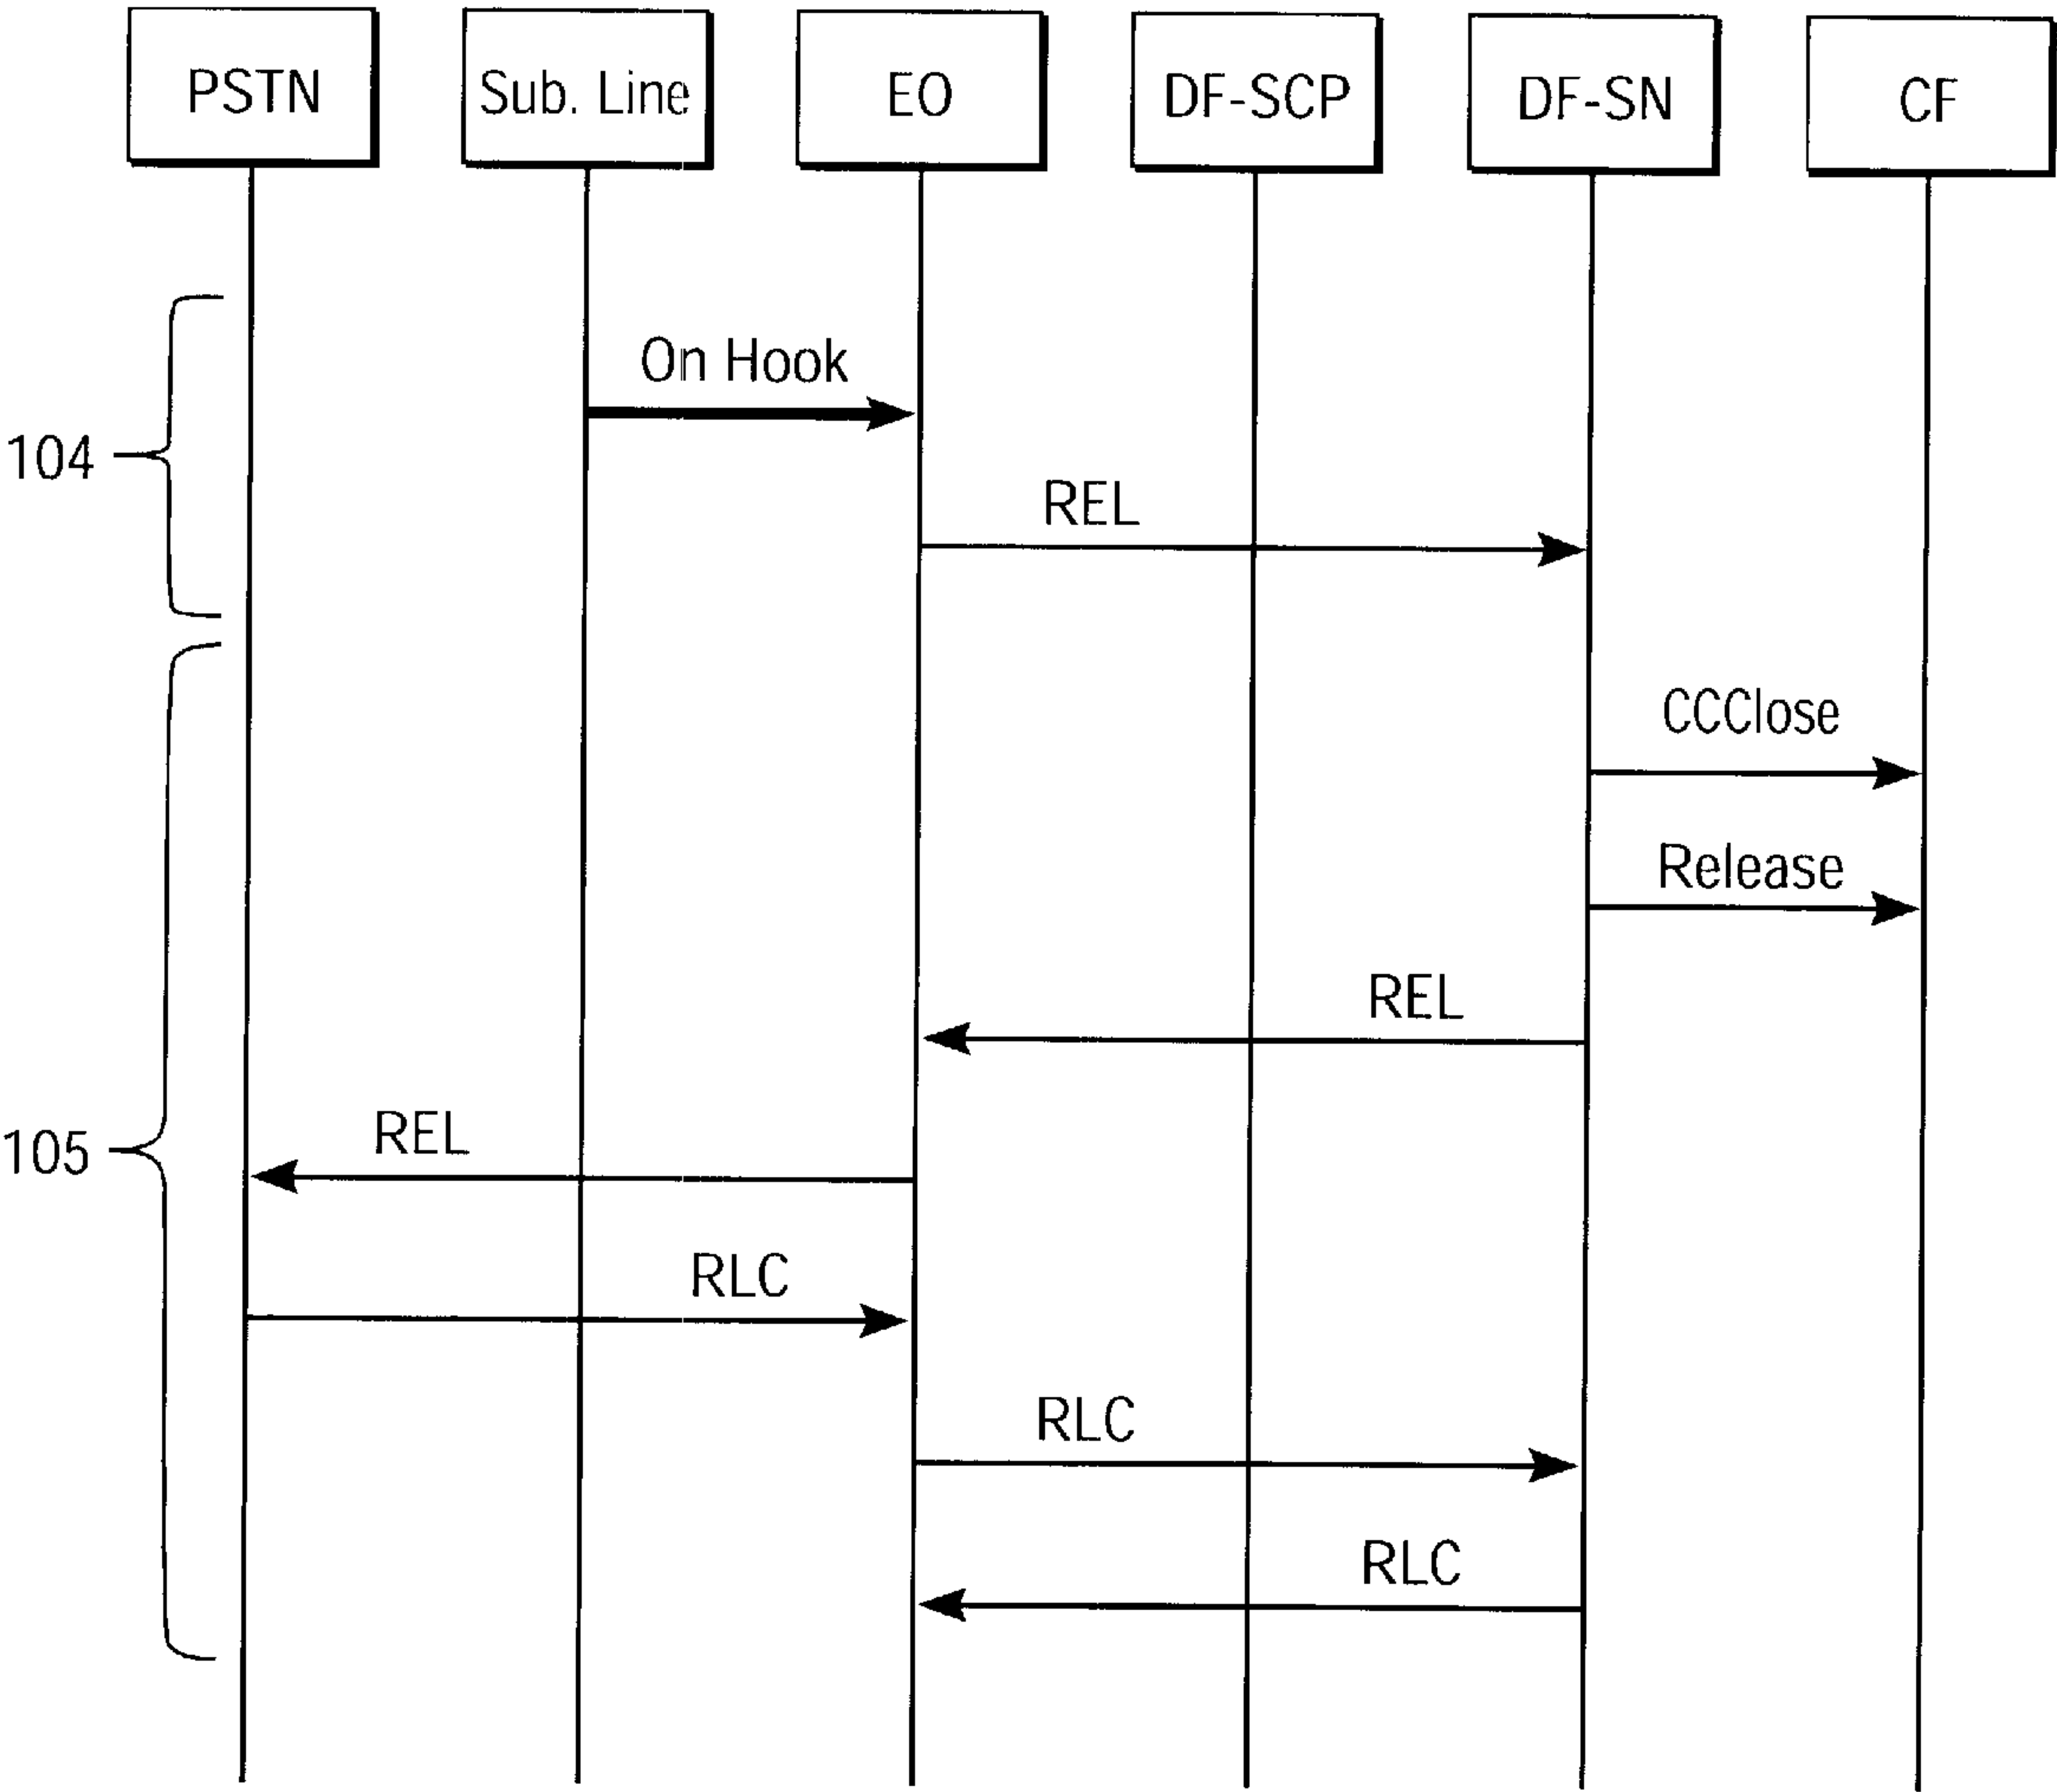 PSTN
Sub. Line
EO
DF-SCP
DF-SN
CF
On Hook
104
REL
CCClose
Release
REL
REL
105
RLC
RLC
RLC